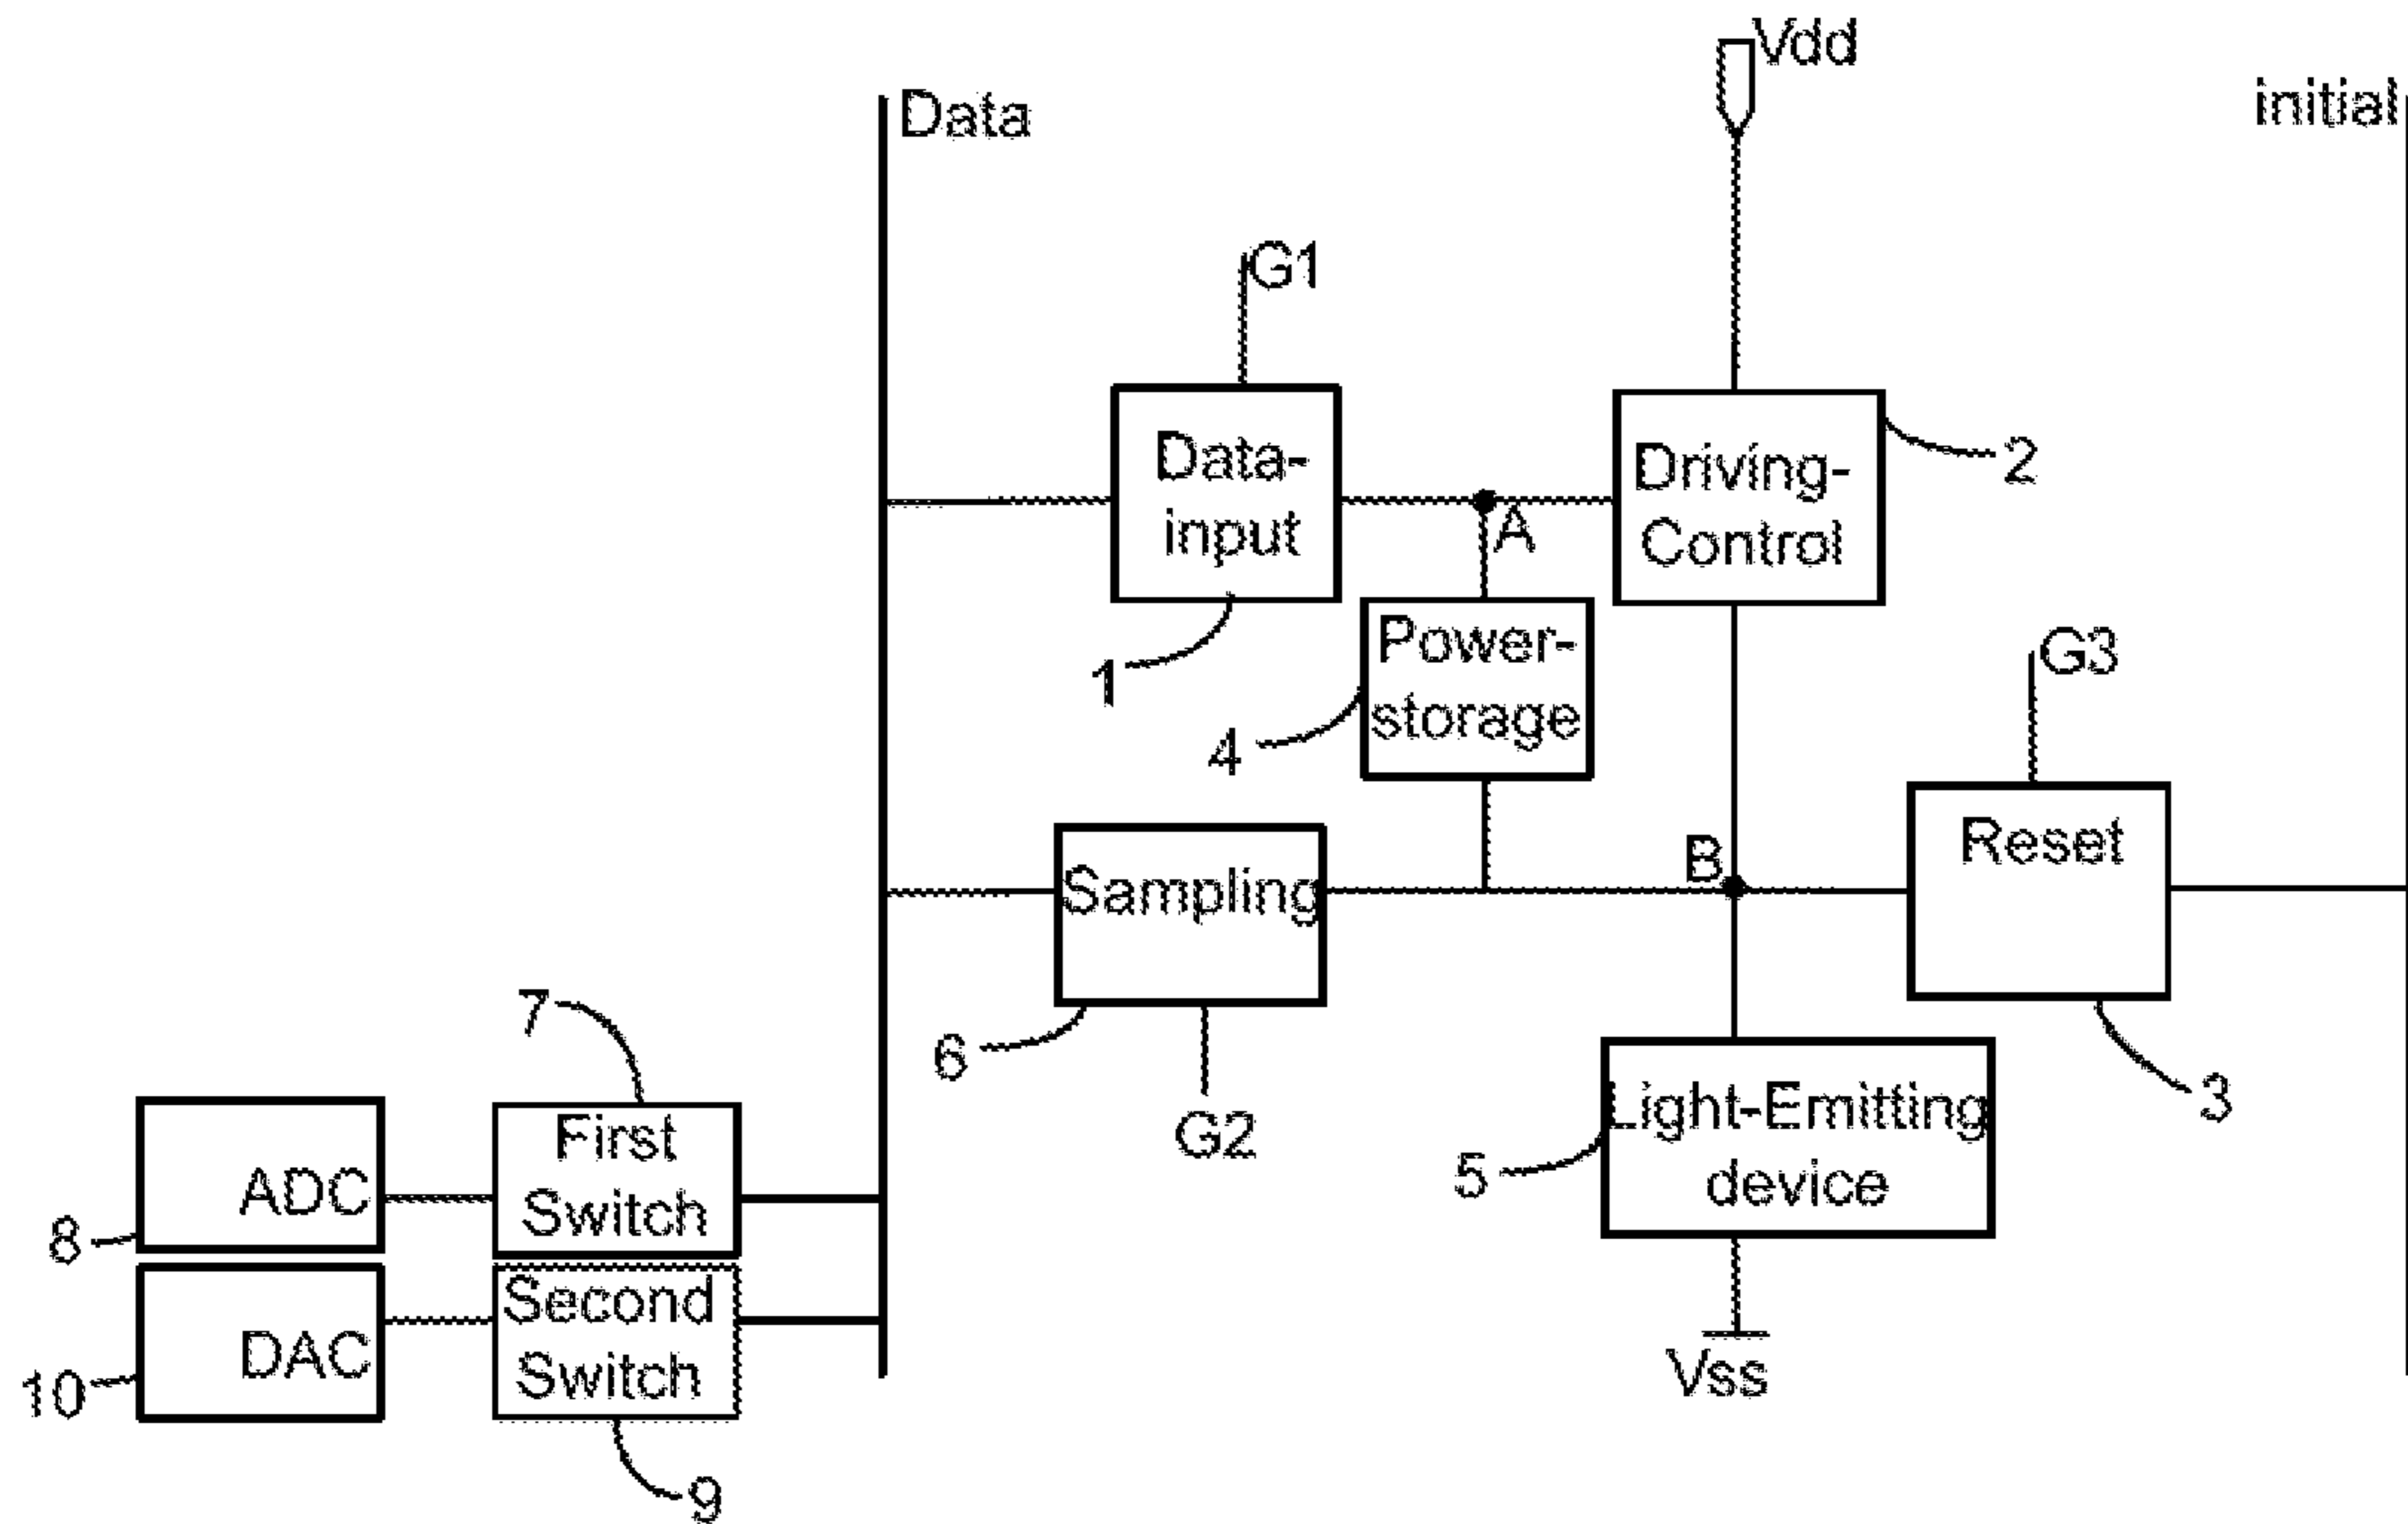 Vdd
Data
initial
G1
Data-
input
Driving-
Control
2
A
1
Power-
storage
4
G3
B
Reset
Sampling
7
6
G2
3
Light-Emitting
device
5
First
Switch
ADC
8
Second
Switch
DAC
10
Vss
9